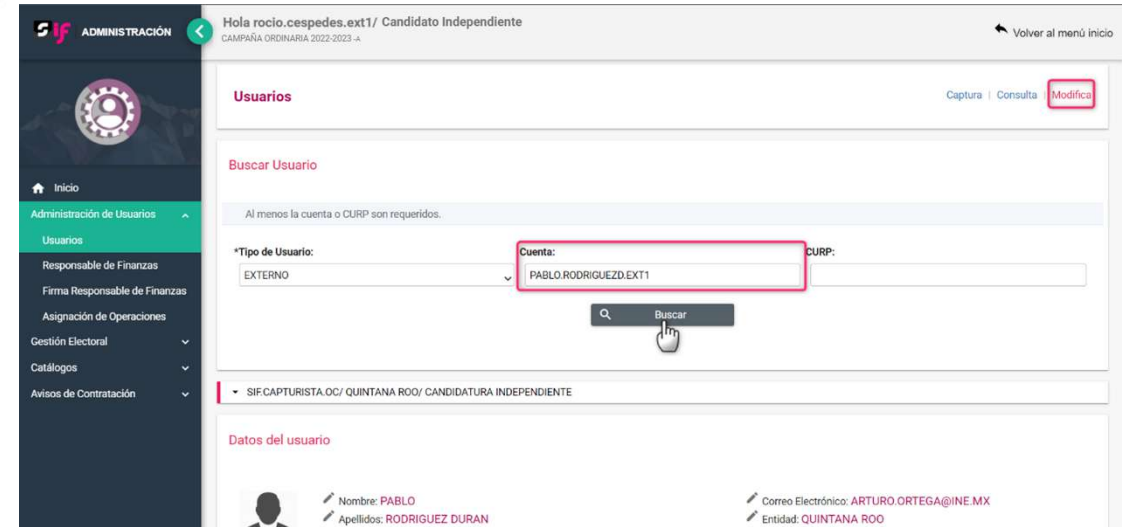 SIF ADMINISTRACIÓN
Hola rocio.cespedes.ext1/ Candidato Independiente
CAMPAÑA ORDINARIA 2022-2023 -A
Volver al menú inicio
Usuarios
Captura | Consulta | Modifica
Buscar Usuario
Inicio
Administración de Usuarios
Usuarios
Responsable de Finanzas
Firma Responsable de Finanzas
Asignación de Operaciones
Gestión Electoral
Catálogos
Avisos de Contratación
Al menos la cuenta o CURP son requeridos.
*Tipo de Usuario:
EXTERNO
Cuenta:
PABLO.RODRIGUEZD.EXT1
CURP:
Buscar
SIF.CAPTURISTA.OC/ QUINTANA ROO/ CANDIDATURA INDEPENDIENTE
Datos del usuario
Nombre: PABLO
Apellidos: RODRIGUEZ DURAN
Correo Electrónico: ARTURO.ORTEGA@INE.MX
Entidad: QUINTANA ROO